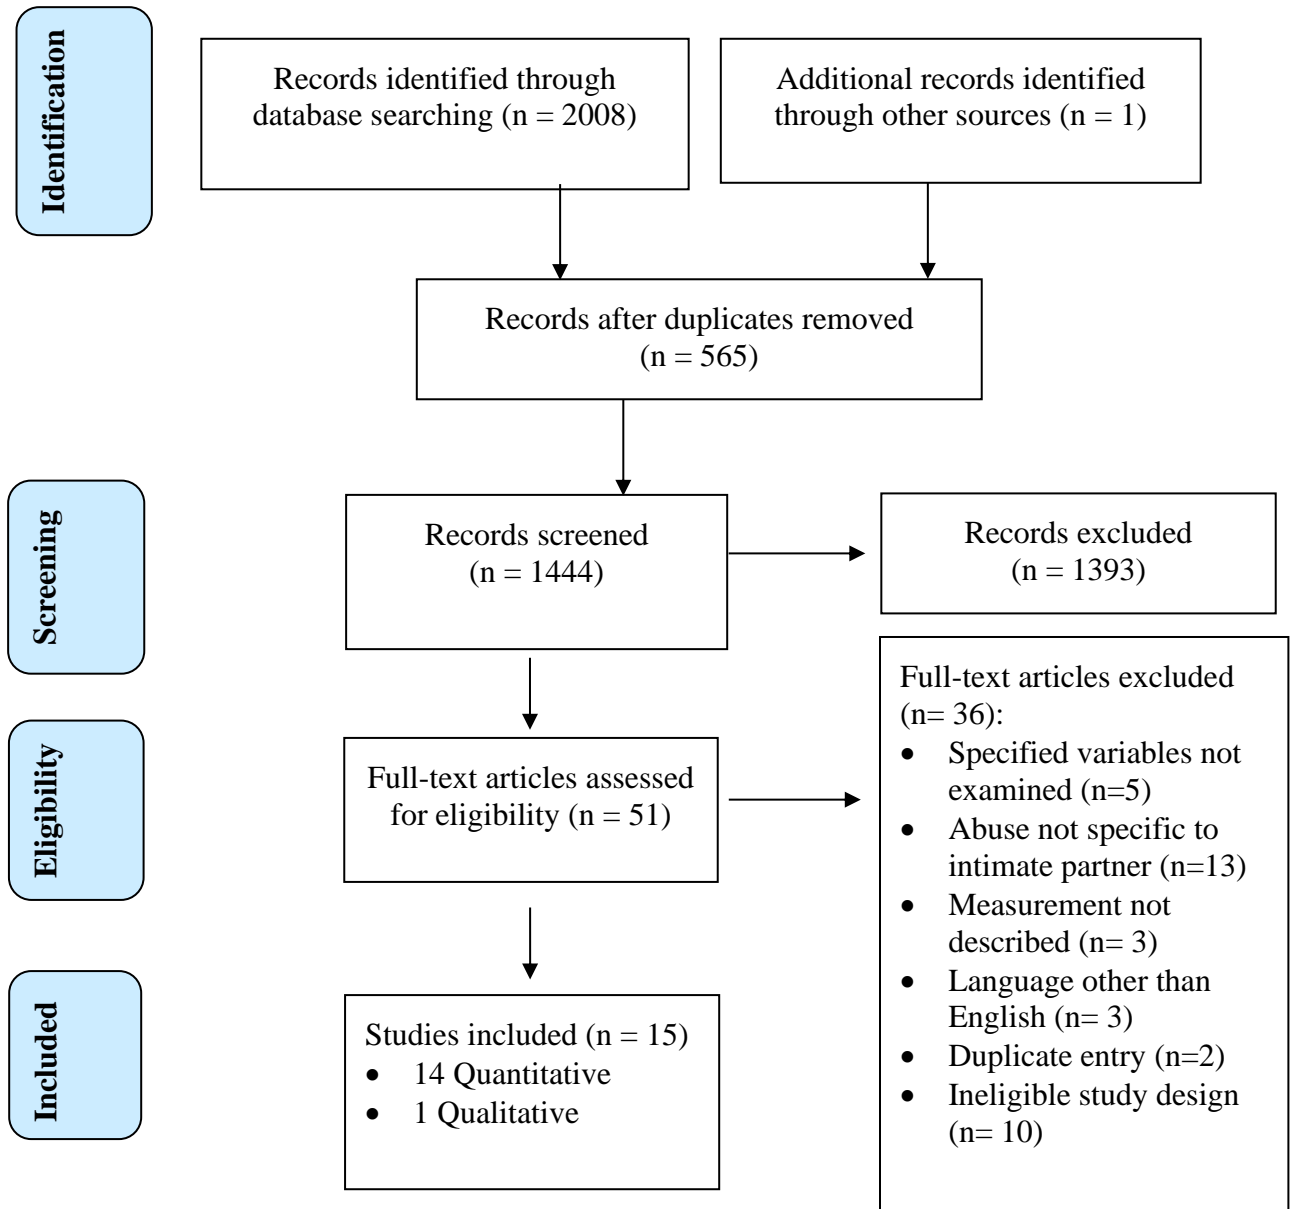 Identification
Records identified through
database searching (n = 2008)
Additional records identified
through other sources (n = 1)
Records after duplicates removed
(n = 565)
Screening
Records screened
(n = 1444)
Records excluded
(n = 1393)
Eligibility
Full-text articles assessed
for eligibility (n = 51)
Full-text articles excluded
(n= 36):
• Specified variables not
examined (n=5)
• Abuse not specific to
intimate partner (n=13)
• Measurement not
described (n= 3)
• Language other than
English (n= 3)
• Duplicate entry (n=2)
• Ineligible study design
(n= 10)
Included
Studies included (n = 15)
• 14 Quantitative
• 1 Qualitative